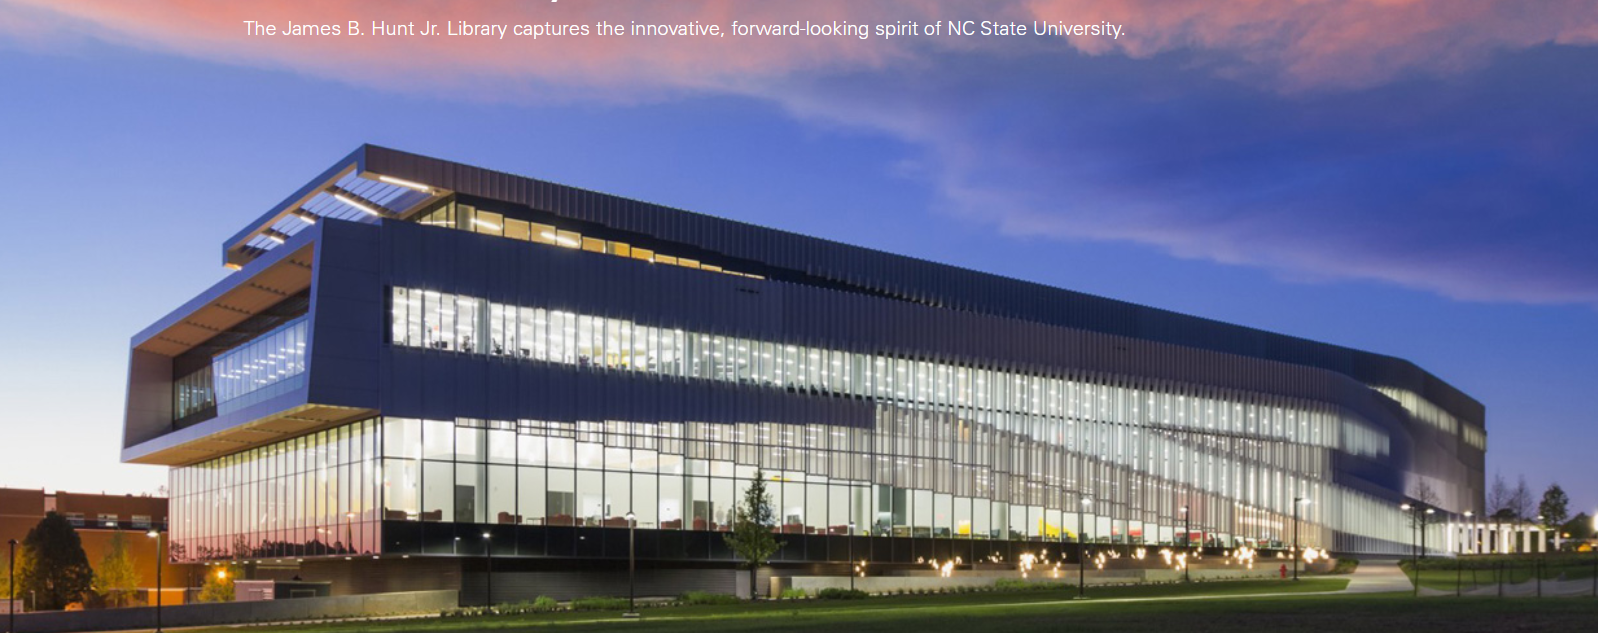 The James B. Hunt Jr. Library captures the innovative, forward-looking spirit of NC State University.